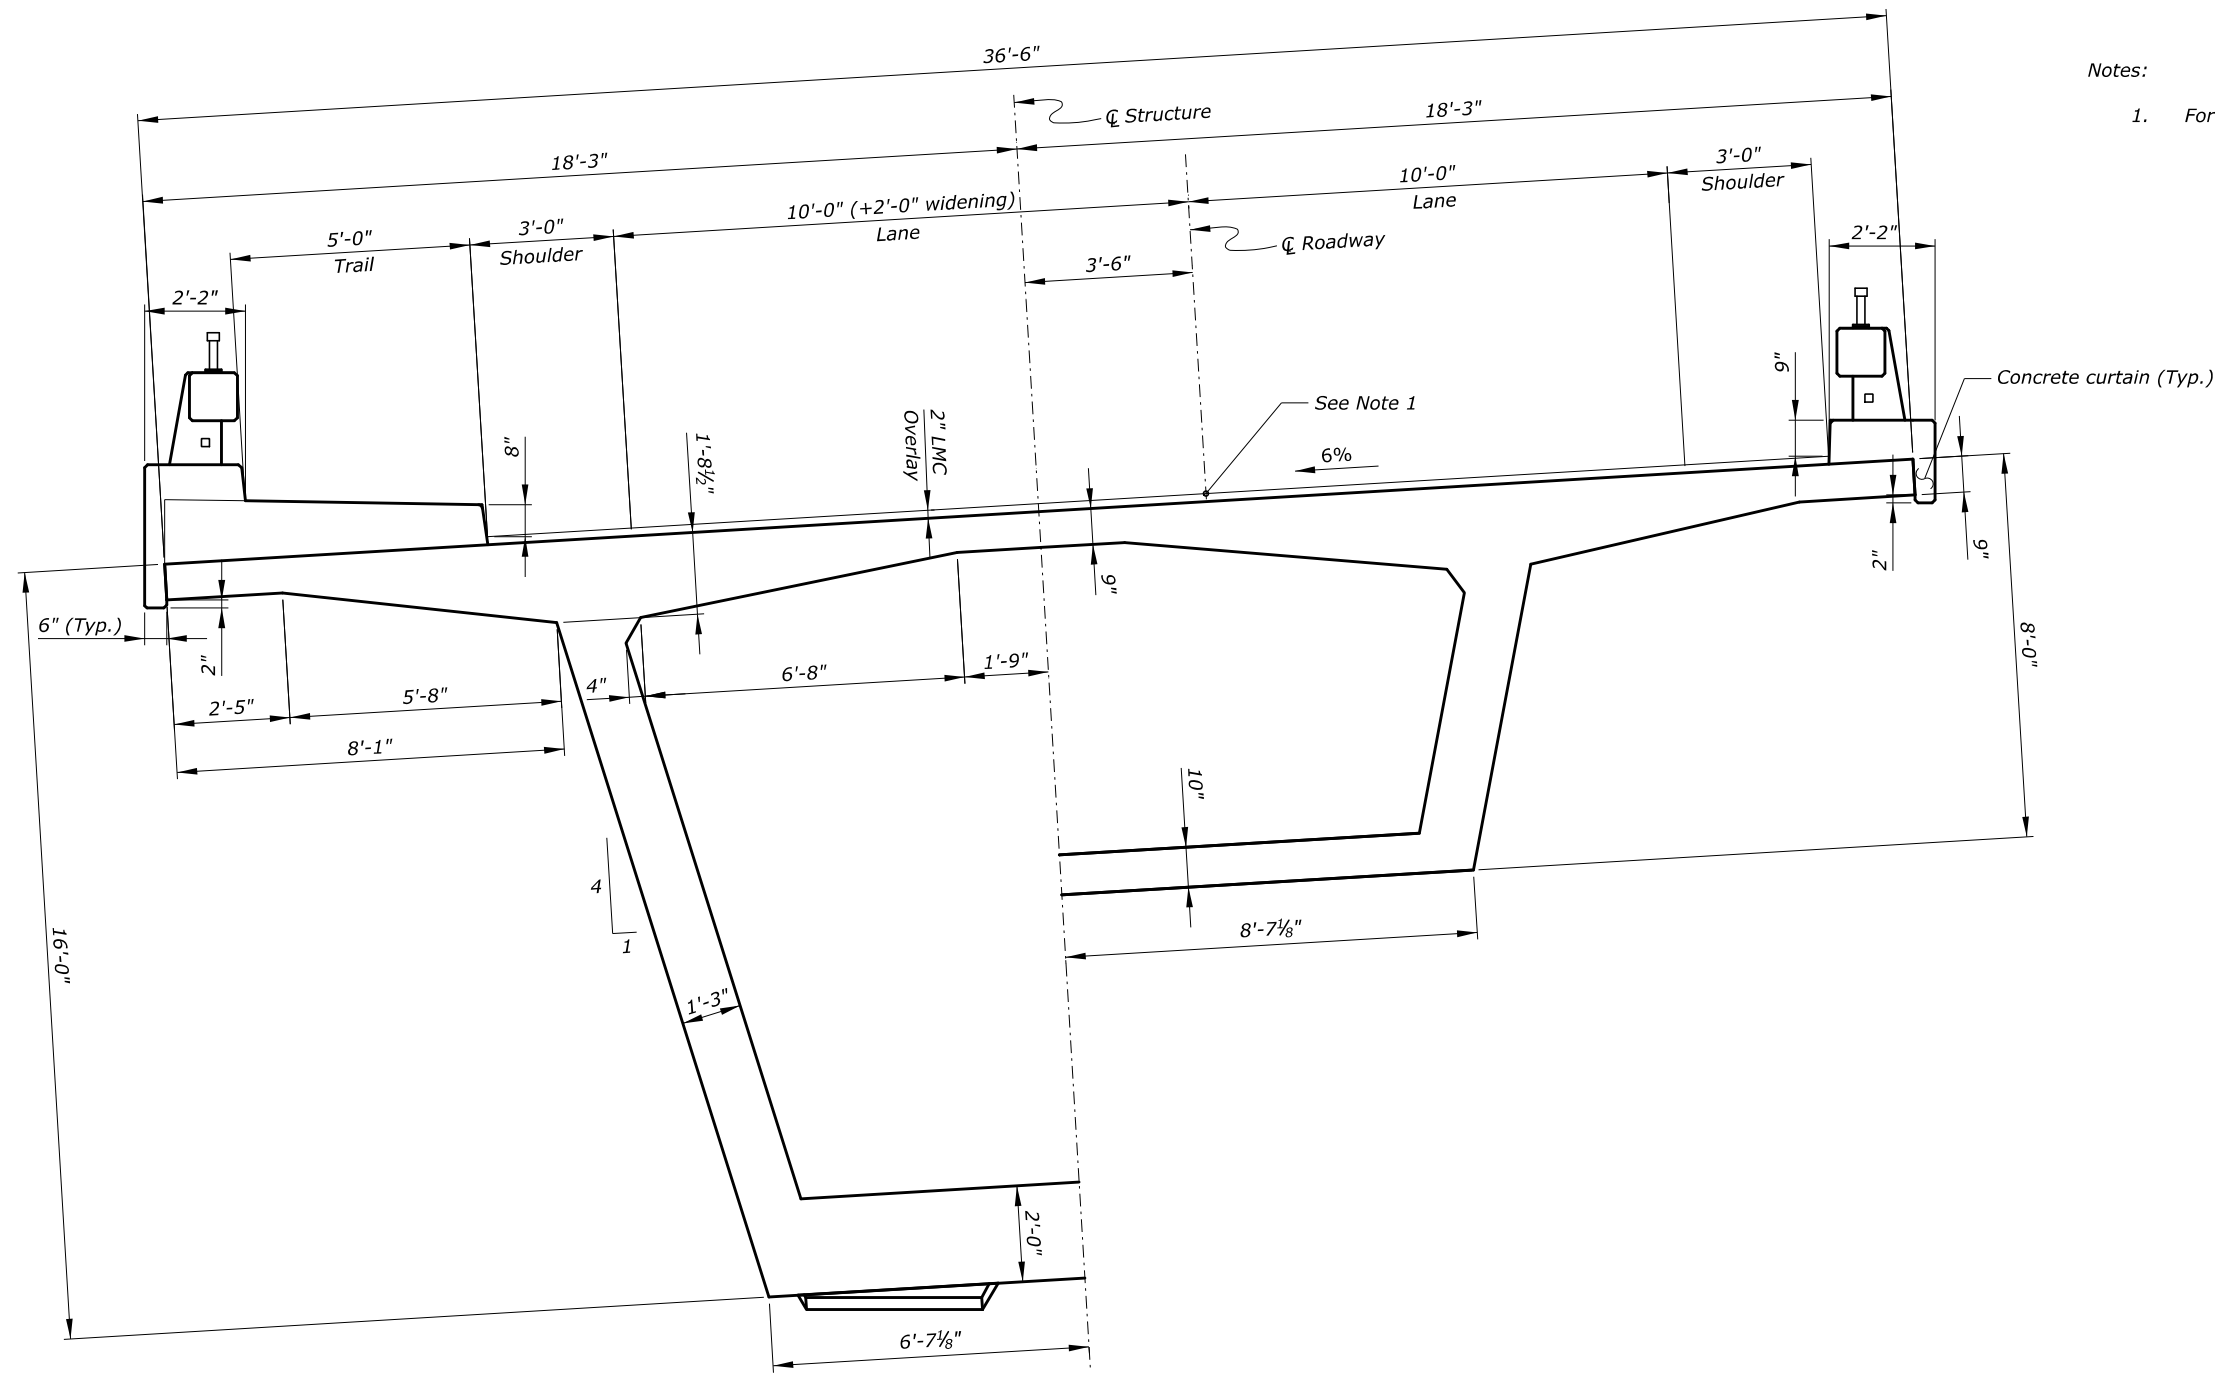 36'-6"
Notes:
℄ Structure
18'-3"
1. For
18'-3"
3'-0"
Shoulder
10'-0"
Lane
10'-0" (+2'-0" widening)
Lane
3'-0"
Shoulder
5'-0"
Trail
℄ Roadway
2'-2"
3'-6"
2'-2"
9"
Concrete curtain (Typ.)
See Note 1
2" LMC
Overlay
1'-8½"
8"
6%
9"
9"
2"
6" (Typ.)
2"
8'-0"
1'-9"
6'-8"
4"
5'-8"
2'-5"
8'-1"
10"
4
1
8'-7⅛"
16'-0"
1'-3"
2'-0"
6'-7⅛"